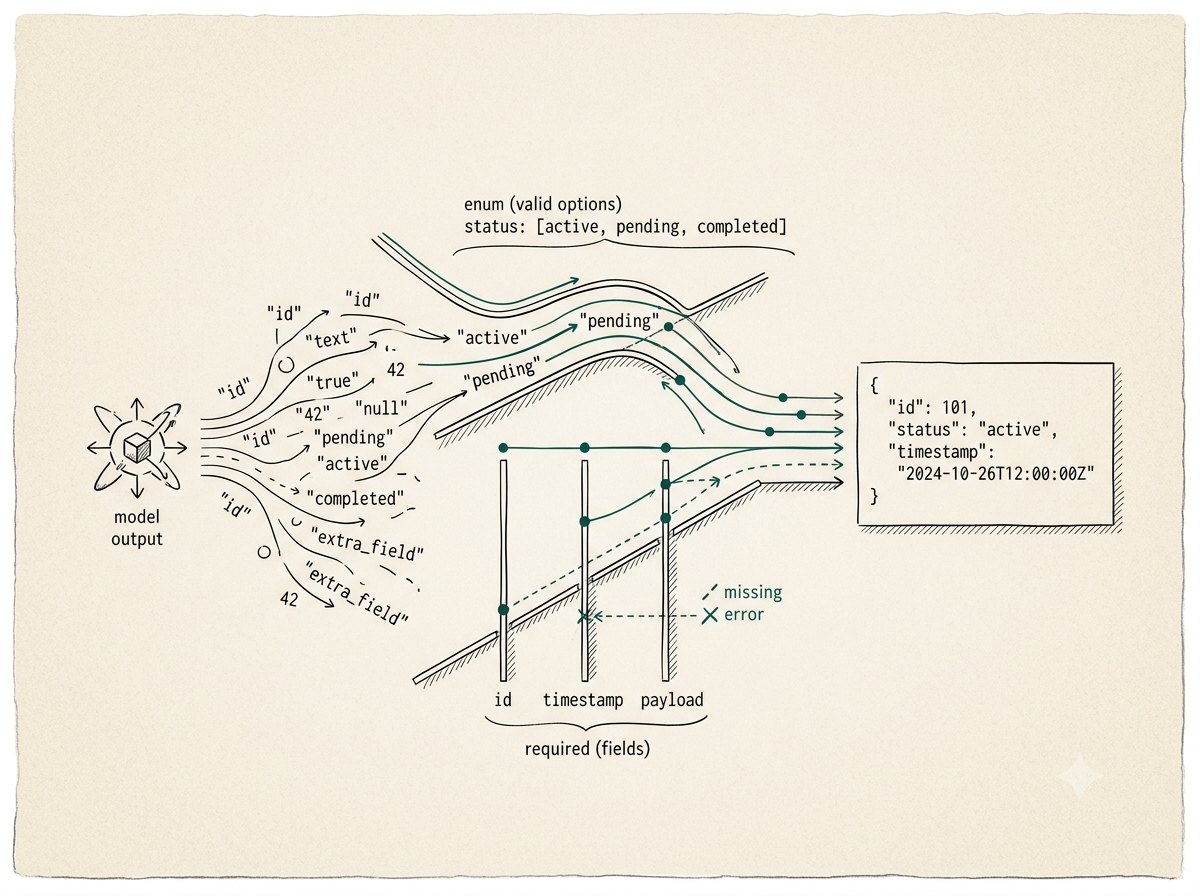 enum (valid options)
status: [active, pending, completed]
"id"
"id"
"text"
"active"
"pending"
42
"id"
"true"
"pending"
"42"
"null"
"id"
"pending"
"active"
"completed"
"id"
"extra_field"
"extra_field"
42
model
output
{
"id": 101,
"status": "active",
"timestamp":
"2024-10-26T12:00:00Z"
}
missing
error
id timestamp payload
required (fields)